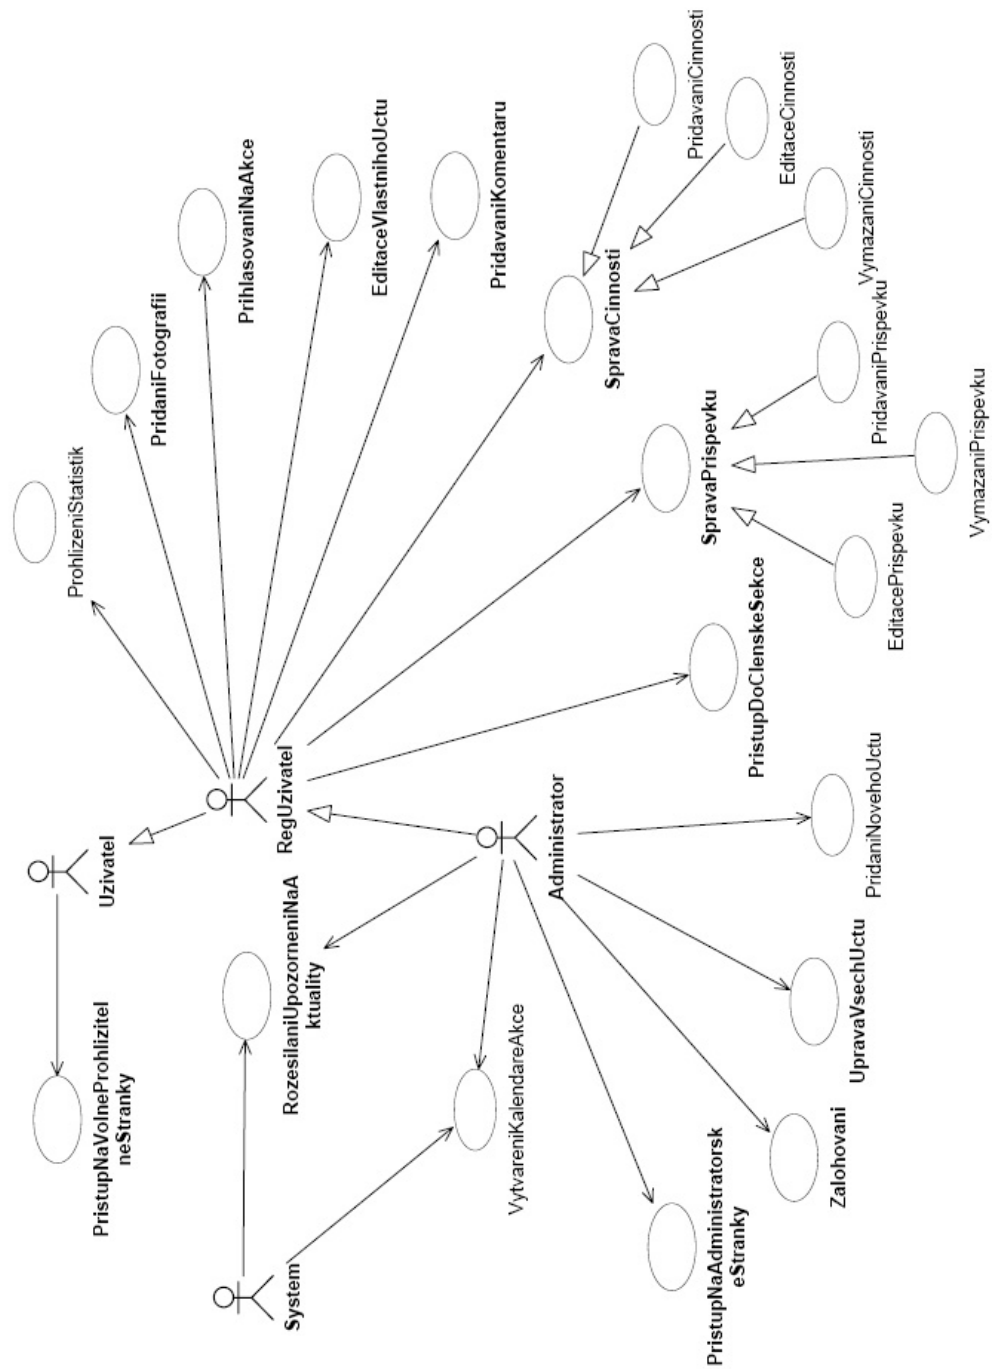 PristupNaVolneProhlizitel
neStranky
Uzivatel
ProhlizeniStatistik
PridaniFotografii
PrihlasovaniNaAkce
EditaceVlastnihoUctu
PridavaniKomentaru
RegUzivatel
RozesilaniUpozorneniNaA
ktuality
System
VytvareniKalendareAkce
Administrator
SpravaCinnosti
PridavaniCinnosti
EditaceCinnosti
VymazaniCinnosti
SpravaPrispevku
PridavaniPrispevku
VymazaniPrispevku
EditacePrispevku
PristupDoClenskeSekce
PridaniNovehoUctu
UpravaVsechUctu
Zalohovani
PristupNaAdministratorsk
eStranky